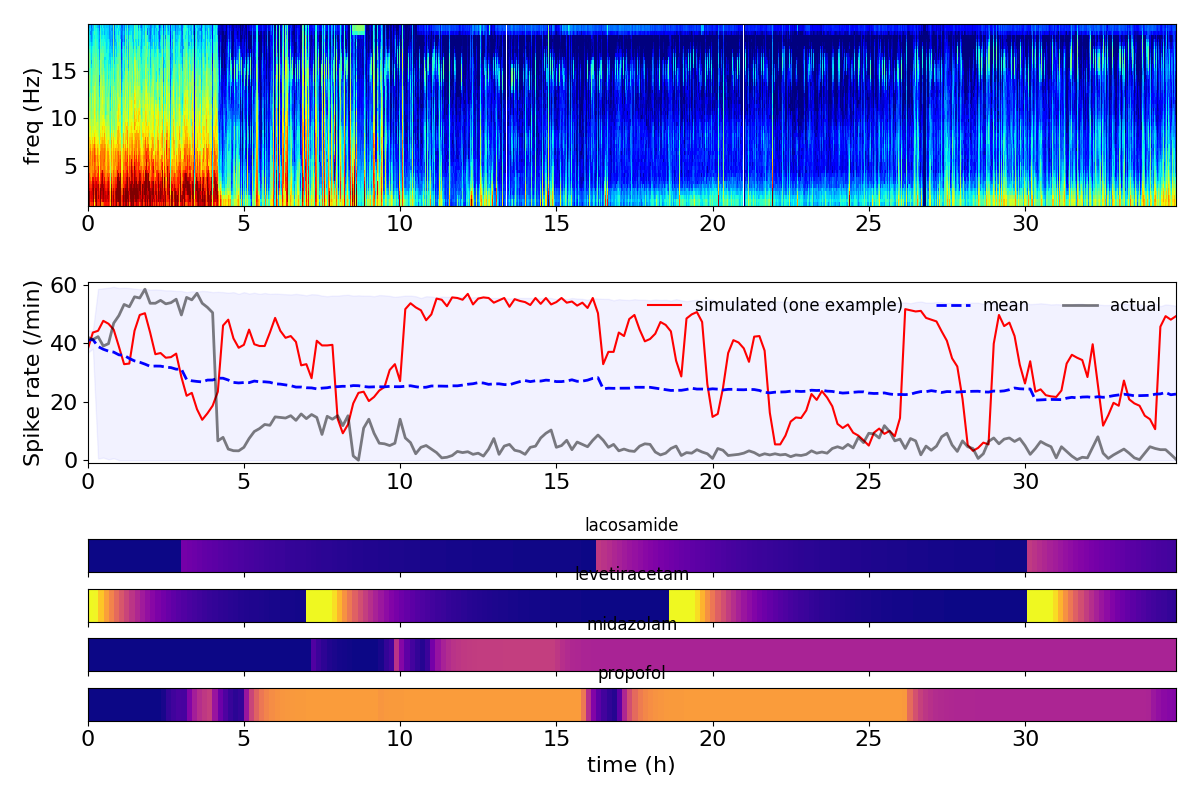 freq (Hz)
15
10
5
0 5 10 15 20 25 30
Spike rate (/min)
60
40
20
0
simulated (one example) mean actual
0 5 10 15 20 25 30
lacosamide
levetiracetam
midazolam
propofol
0 5 10 15 20 25 30
time (h)